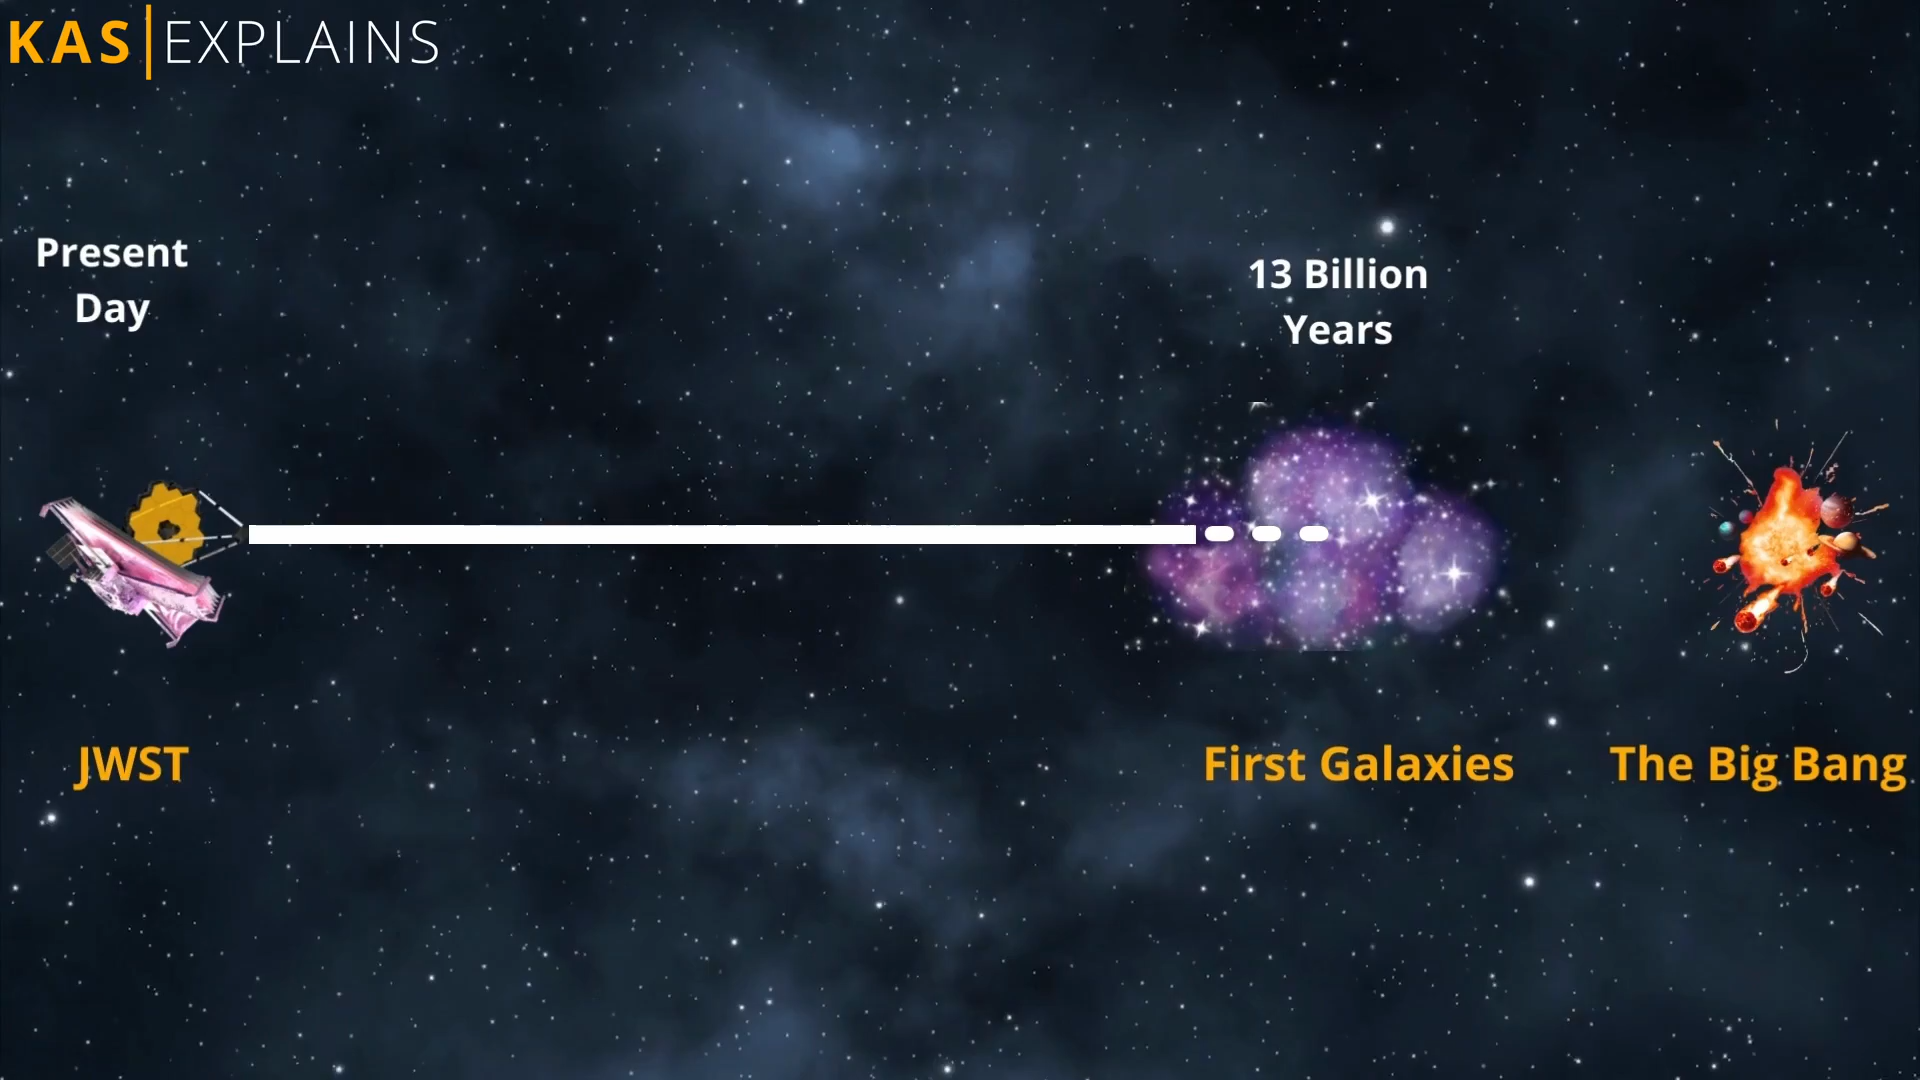 KAS|EXPLAINS
Present
Day
13 Billion
Years
JWST
First Galaxies
The Big Bang